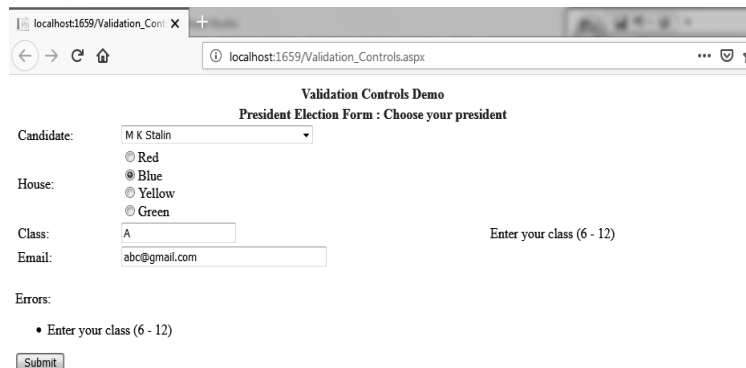 localhost:1659/Validation_Cont X
localhost:1659/Validation_Controls.aspx
Validation Controls Demo
President Election Form : Choose your president
Candidate: M K Stalin
House:
Red
Blue
Yellow
Green
Class: A Enter your class (6 - 12)
Email: abc@gmail.com
Errors:
• Enter your class (6 - 12)
Submit